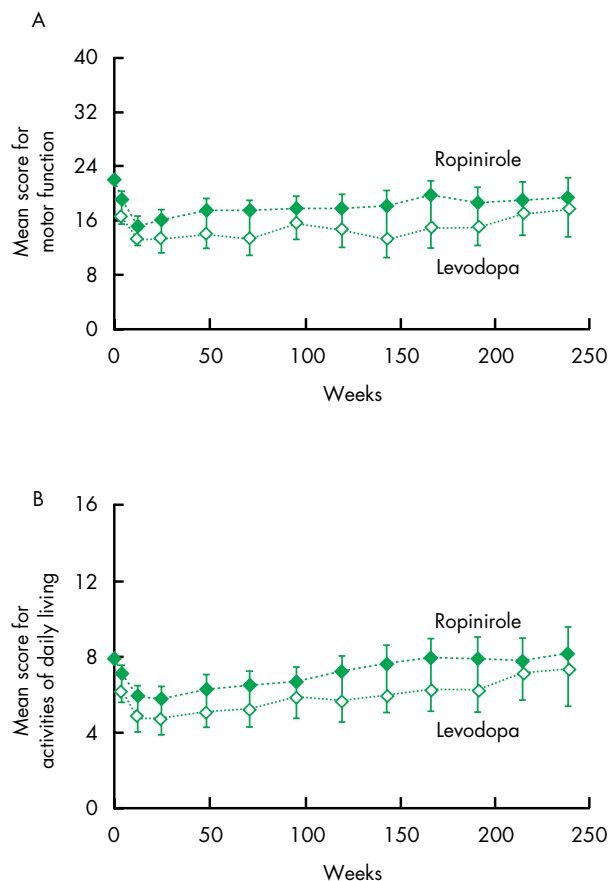 A
40
32
24
16
8
0
Mean score for
motor function
Ropinirole
Levodopa
0 50 100 150 200 250
Weeks
B
16
12
8
4
0
Mean score for
activities of daily living
Ropinirole
Levodopa
0 50 100 150 200 250
Weeks